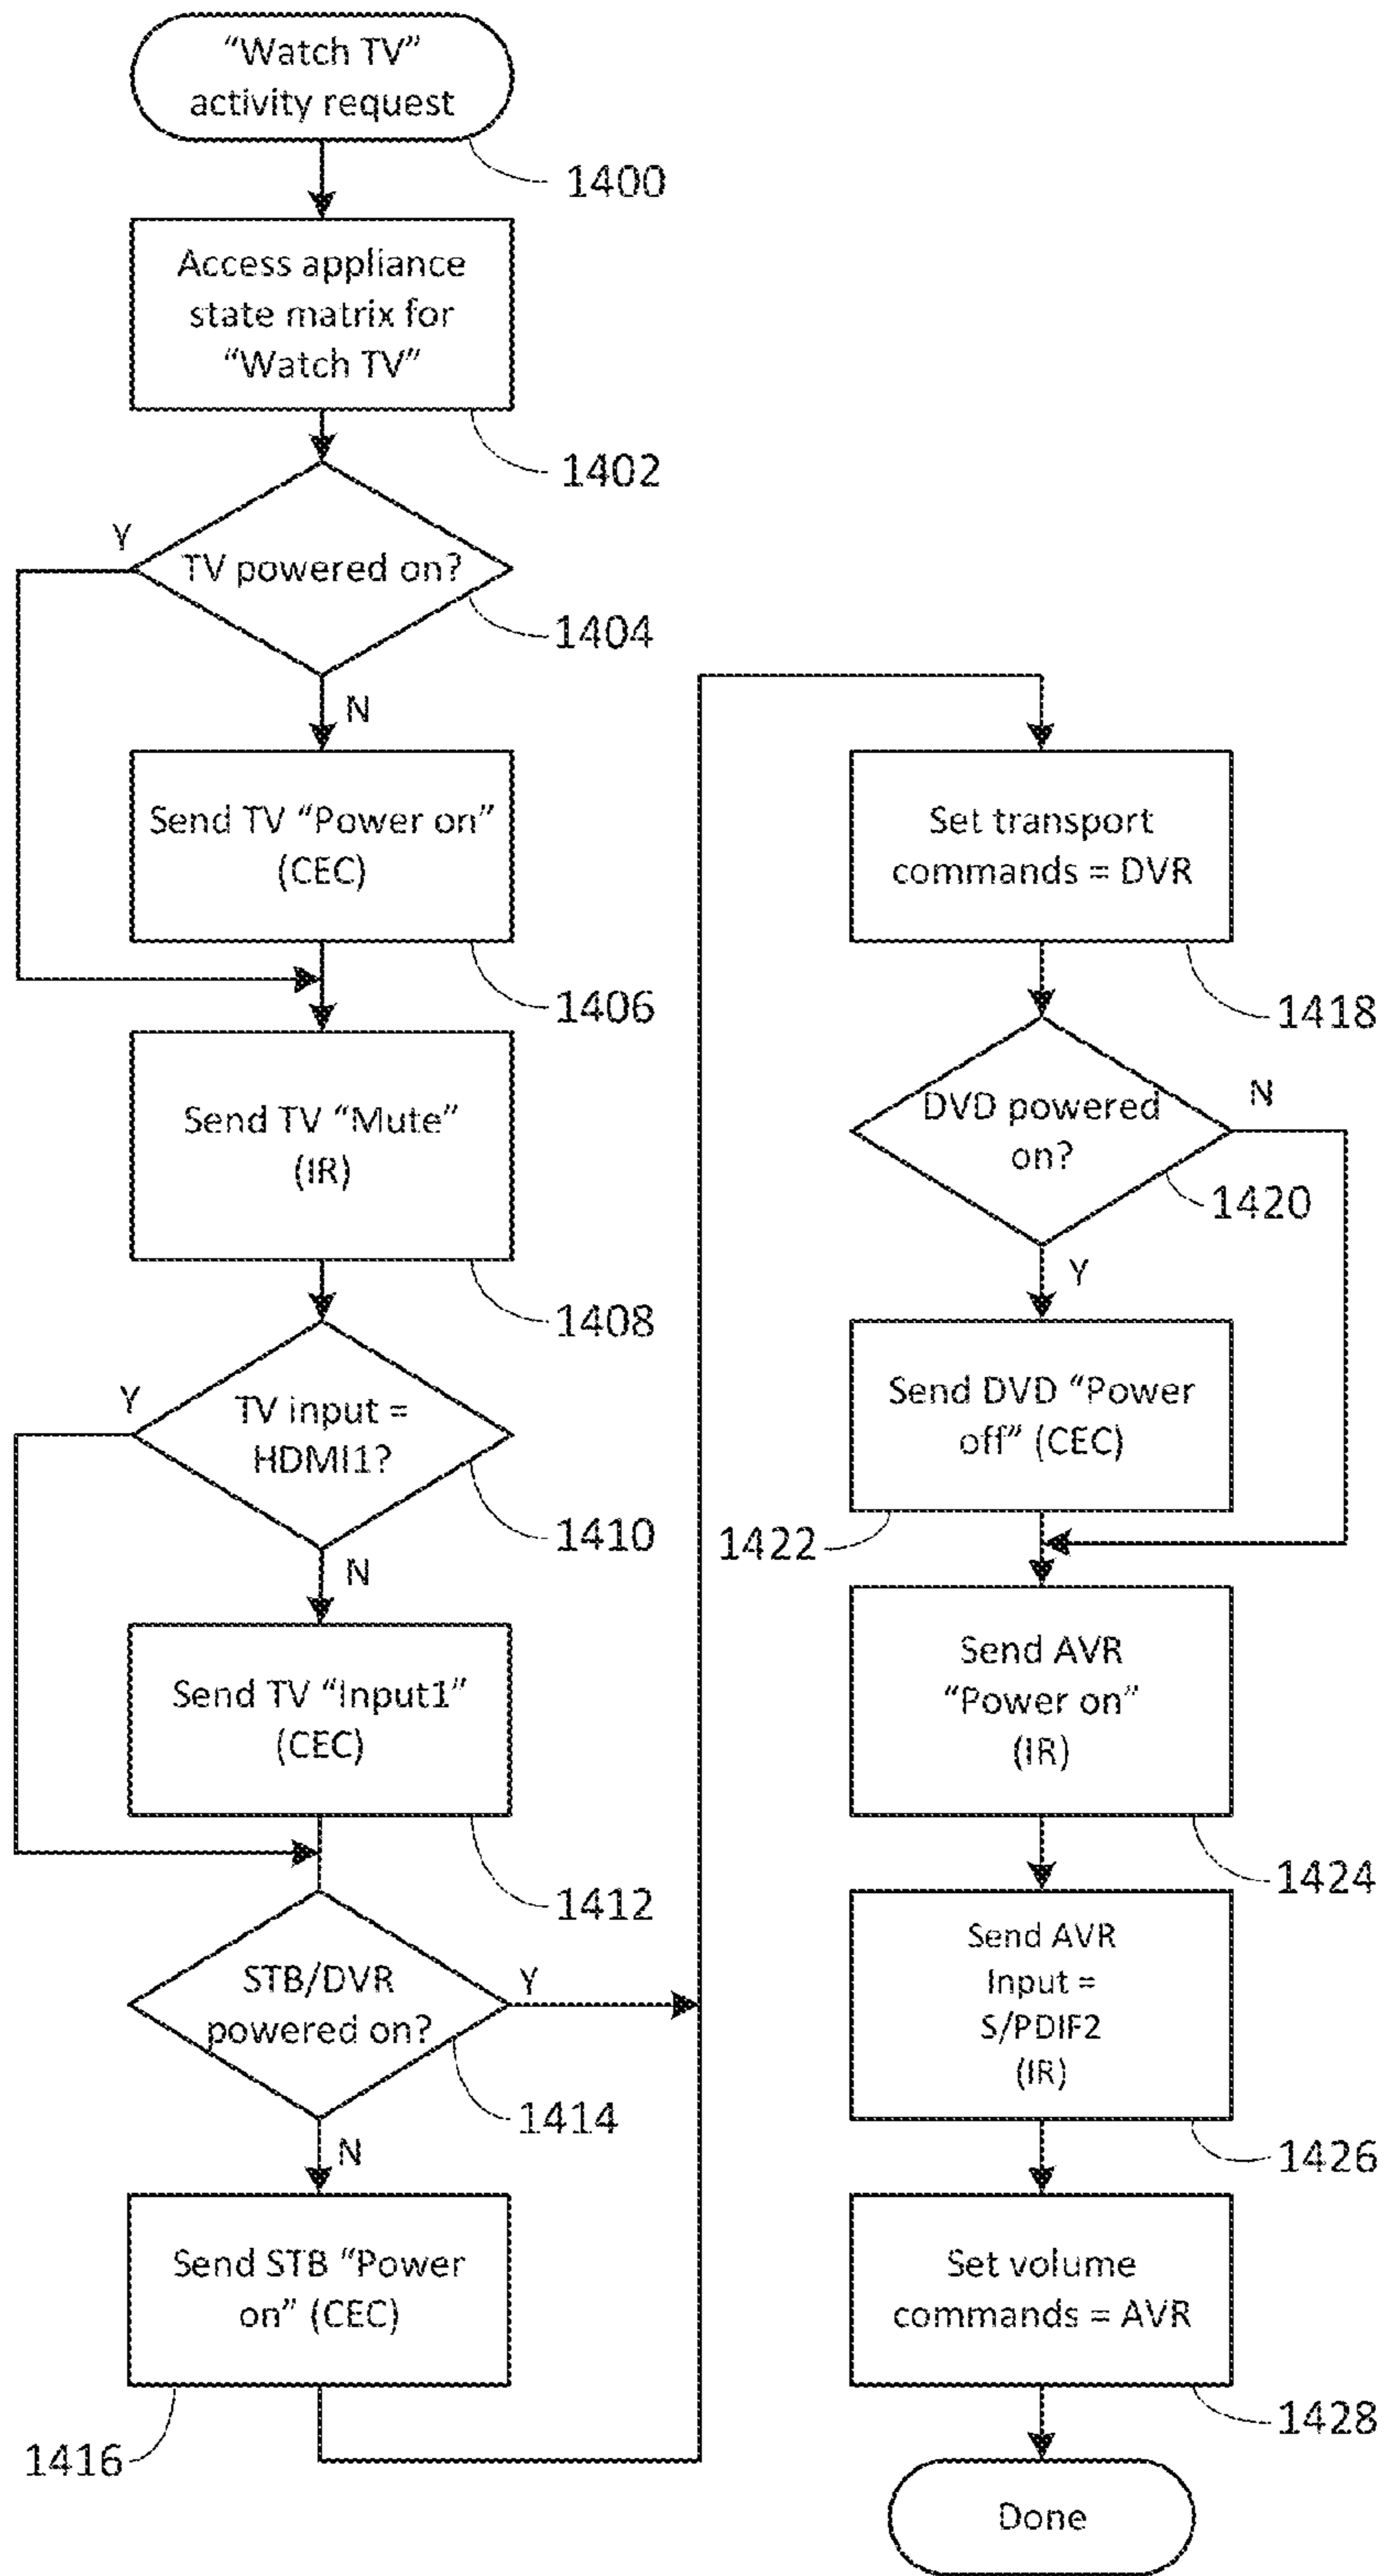 “Watch TV”
activity request
1400
Access appliance
state matrix for
“Watch TV”
1402
Y
TV powered on?
1404
N
Send TV “Power on”
(CEC)
1406
Send TV “Mute”
(IR)
1408
Y
TV input =
HDMI1?
1410
N
Send TV “Input1”
(CEC)
1412
STB/DVR
powered on?
Y
1414
N
Send STB “Power
on” (CEC)
1416
Set transport
commands = DVR
1418
DVD powered
on?
N
1420
Y
Send DVD “Power
off” (CEC)
1422
Send AVR
“Power on”
(IR)
1424
Send AVR
Input =
S/PDIF2
(IR)
1426
Set volume
commands = AVR
1428
Done